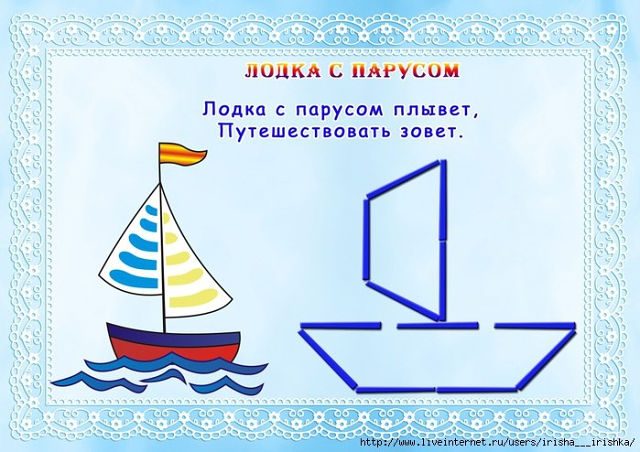 ЛОДКА С ПАРУСОМ
Лодка с парусом плывет,
Путешествовать зовет.
http://www.liveinternet.ru/users/irisha___irishka/